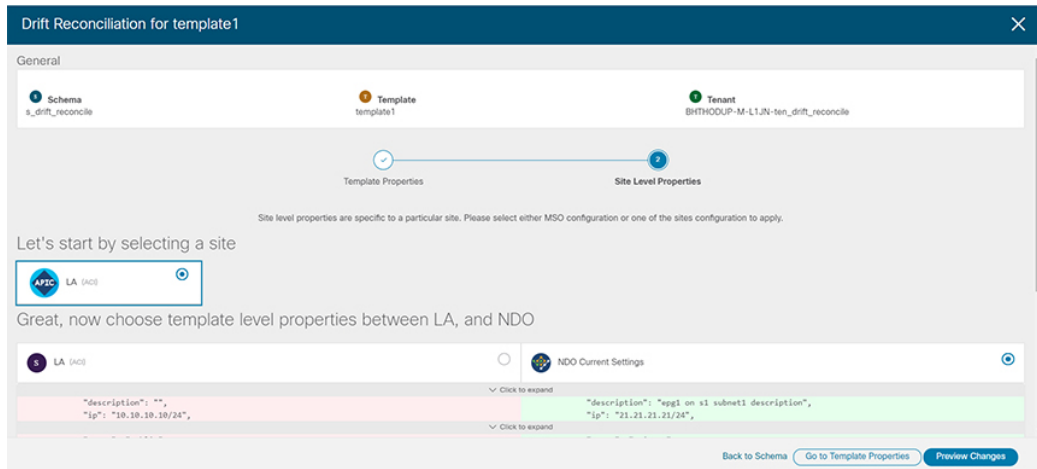 Drift Reconciliation for template1
General
S Schema T Template T Tenant
s_drift_reconcile template1 BHTHODUP-M-L1JN-ten_drift_reconcile
2
Template Properties Site Level Properties
Site level properties are specific to a particular site. Please select either MSO configuration or one of the sites configuration to apply.
Let's start by selecting a site
APIC LA (ACI)
Great, now choose template level properties between LA, and NDO
S LA (ACI) NDO Current Settings
Click to expand
"description": "", "description": "epg1 on s1 subnet1 description",
"ip": "10.10.10.10/24", "ip": "21.21.21.21/24",
Click to expand
Back to Schema Go to Template Properties Preview Changes